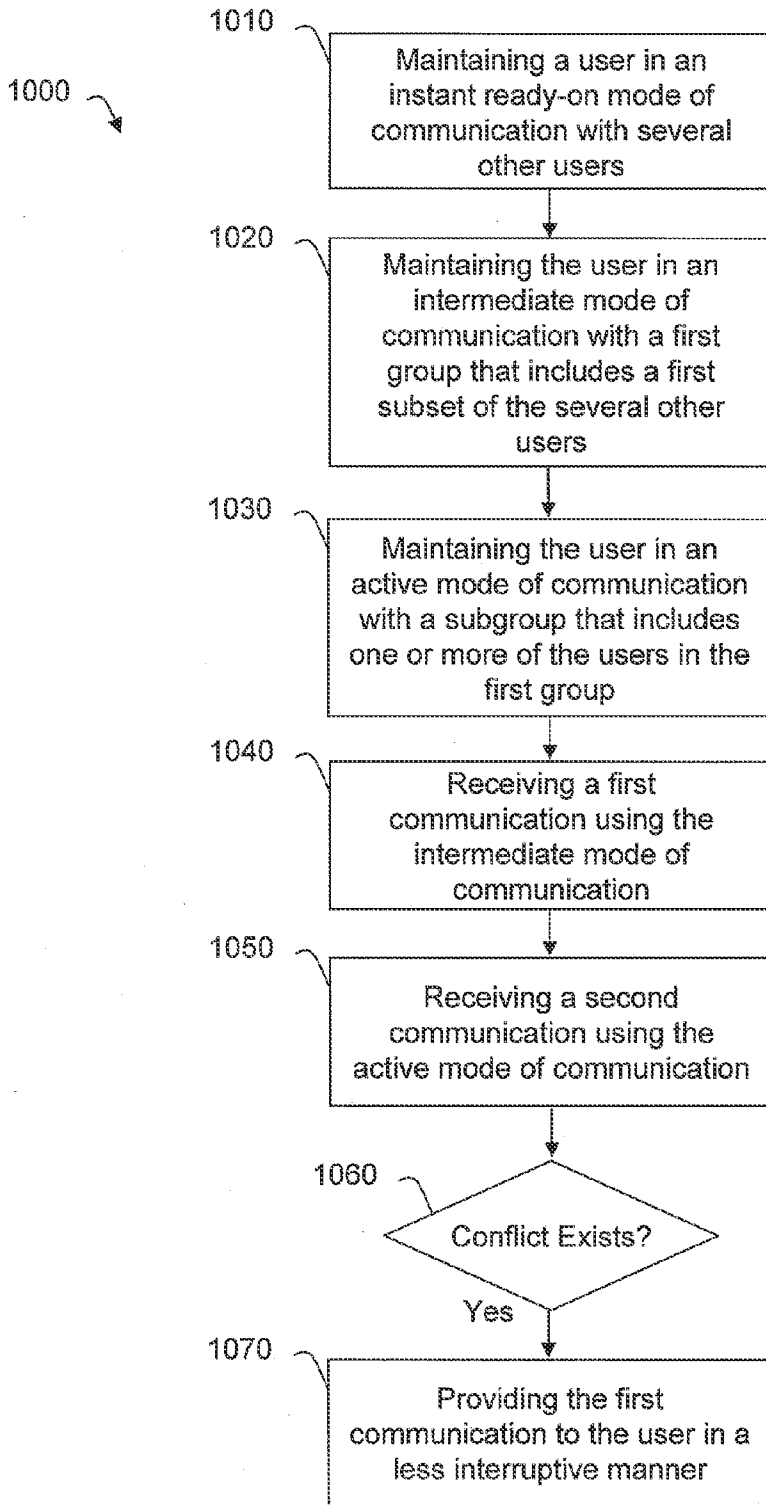 1000
1010
Maintaining a user in an
instant ready-on mode of
communication with several
other users
1020
Maintaining the user in an
intermediate mode of
communication with a first
group that includes a first
subset of the several other
users
1030
Maintaining the user in an
active mode of communication
with a subgroup that includes
one or more of the users in the
first group
1040
Receiving a first
communication using the
intermediate mode of
communication
1050
Receiving a second
communication using the
active mode of communication
1060
Conflict Exists?
Yes
1070
Providing the first
communication to the user in a
less interruptive manner